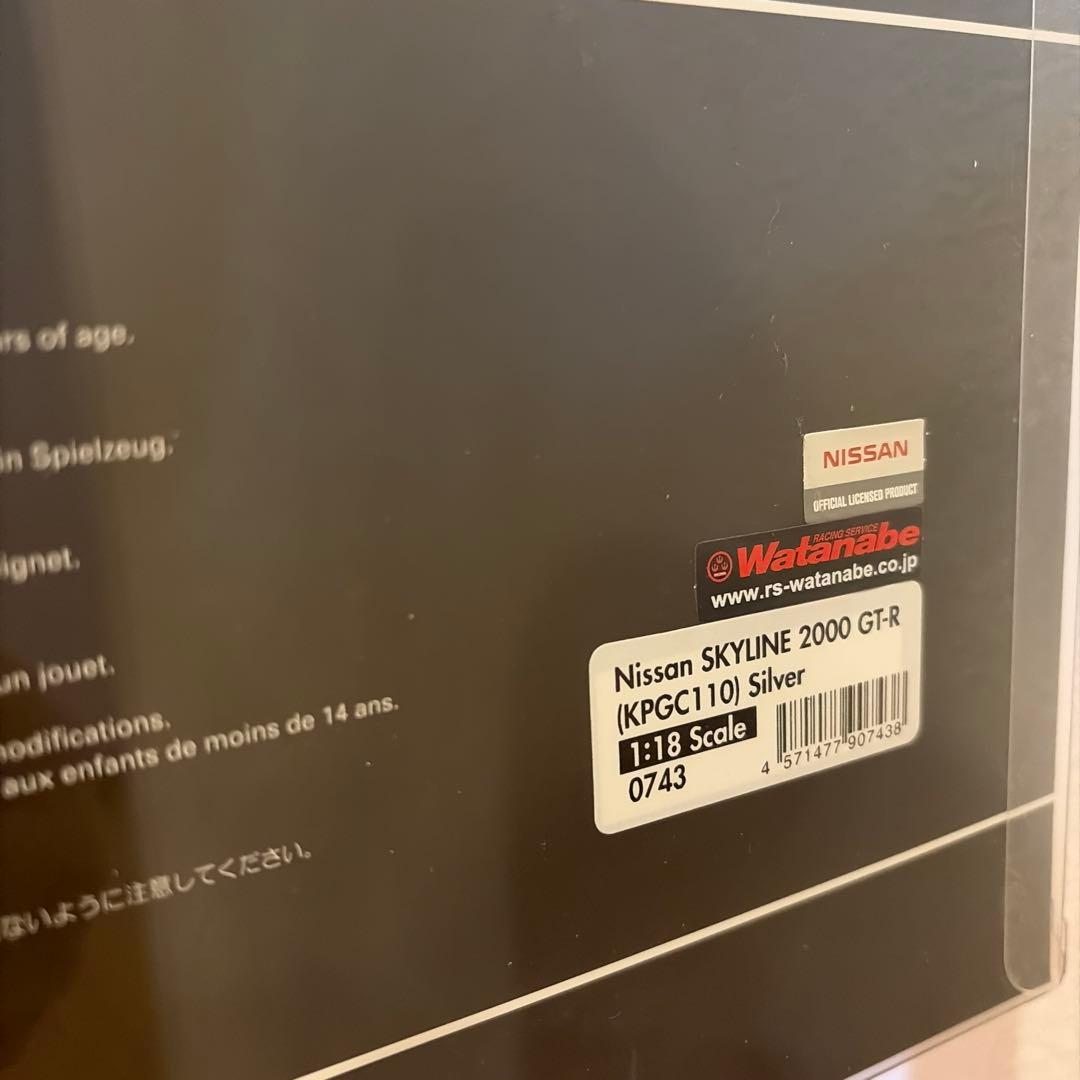 rs of age.
in Spielzeug.
ignet.
un jouet.
modifications.
aux enfants de moins de 14 ans.
ないように注意してください。
NISSAN
OFFICIAL LICENSED PRODUCT
RACING SERVICE
Watanabe
www.rs-watanabe.co.jp
Nissan SKYLINE 2000 GT-R
(KPGC110) Silver
1:18 Scale
0743
4 571477 907438